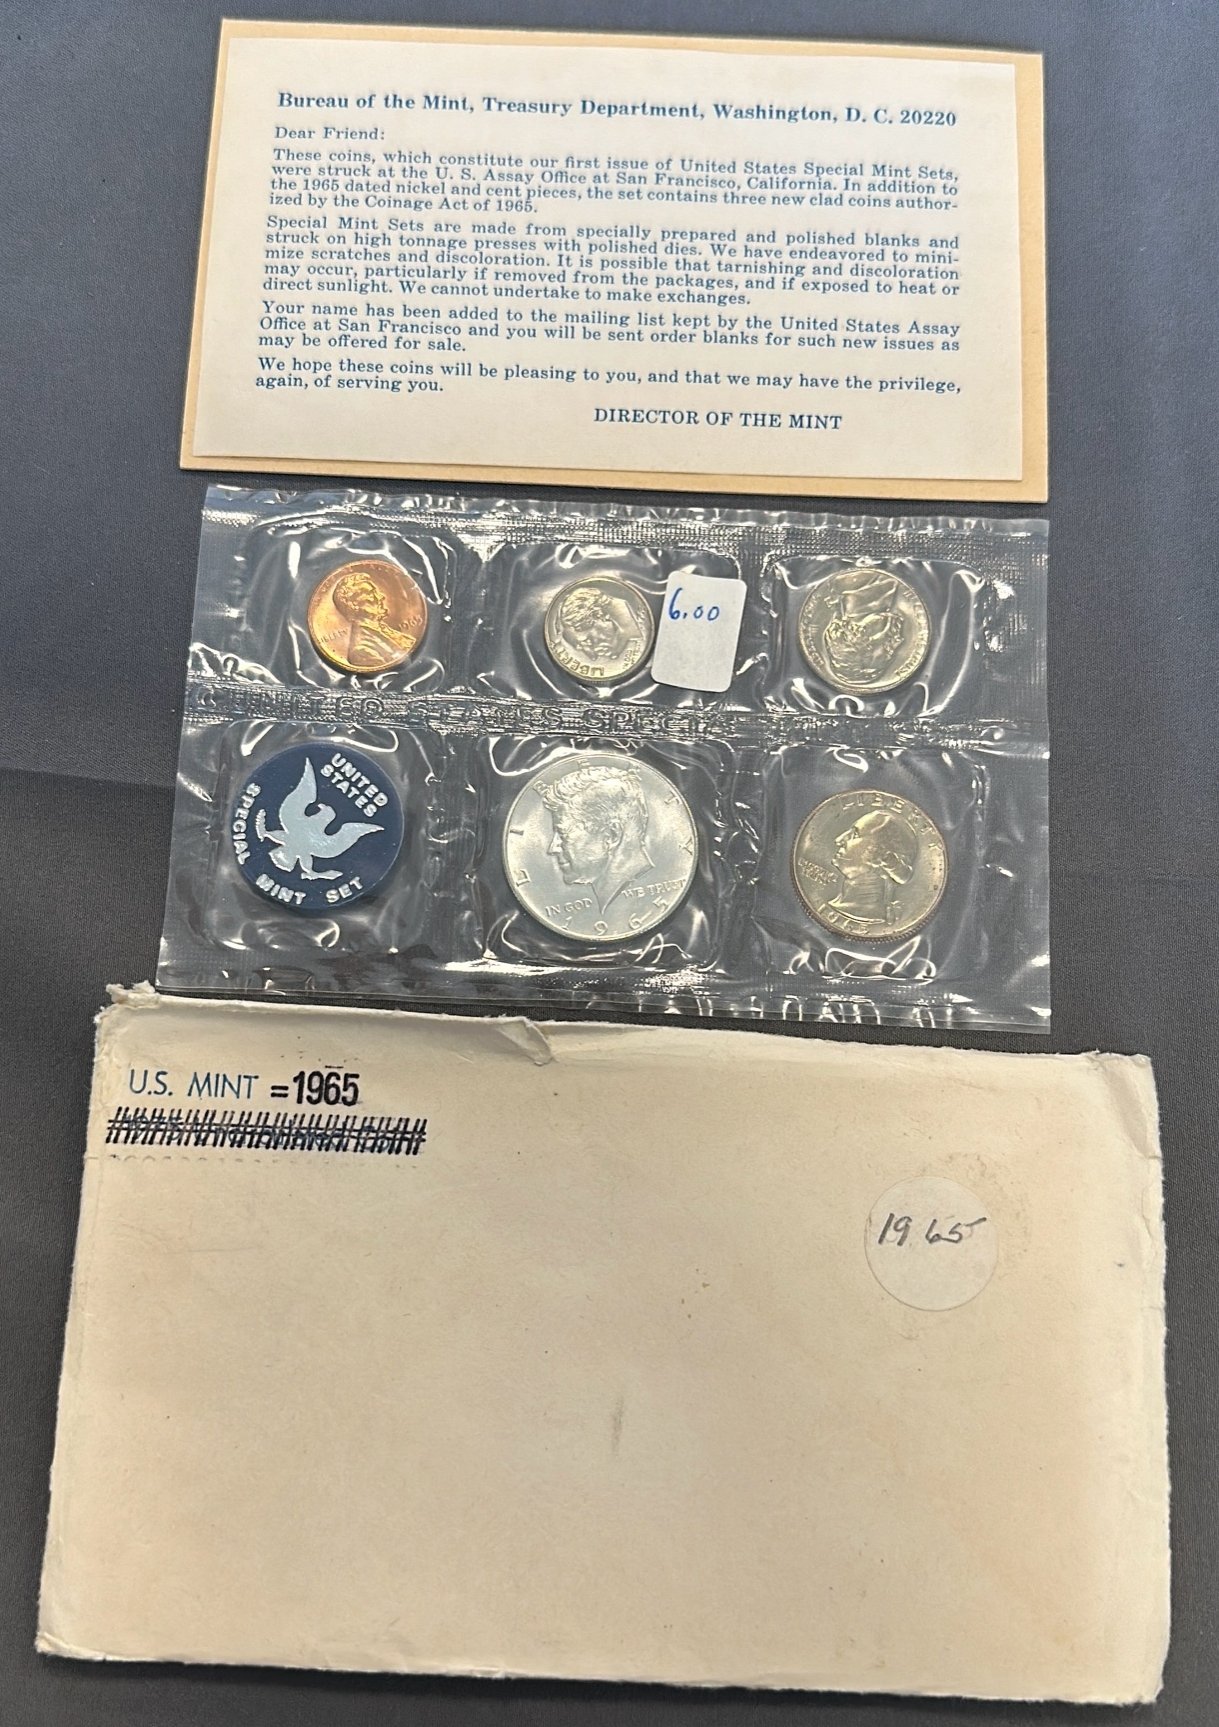 Bureau of the Mint, Treasury Department, Washington, D. C. 20220
Dear Friend:
These coins, which constitute our first issue of United States Special Mint Sets,
were struck at the U. S. Assay Office at San Francisco, California. In addition to
the 1965 dated nickel and cent pieces, the set contains three new clad coins author-
ized by the Coinage Act of 1965.
Special Mint Sets are made from specially prepared and polished blanks and
struck on high tonnage presses with polished dies. We have endeavored to mini-
mize scratches and discoloration. It is possible that tarnishing and discoloration
may occur, particularly if removed from the packages, and if exposed to heat or
direct sunlight. We cannot undertake to make exchanges.
Your name has been added to the mailing list kept by the United States Assay
Office at San Francisco and you will be sent order blanks for such new issues as
may be offered for sale.
We hope these coins will be pleasing to you, and that we may have the privilege,
again, of serving you.
DIRECTOR OF THE MINT
LIBERTY 1965
LIBERTY
6.00
UNITED STATES SPECIAL
UNITED
STATES
SPECIAL MINT SET
LIBERTY
IN GOD WE TRUST
1965
LIBERTY
1965
U.S. MINT =1965
1965